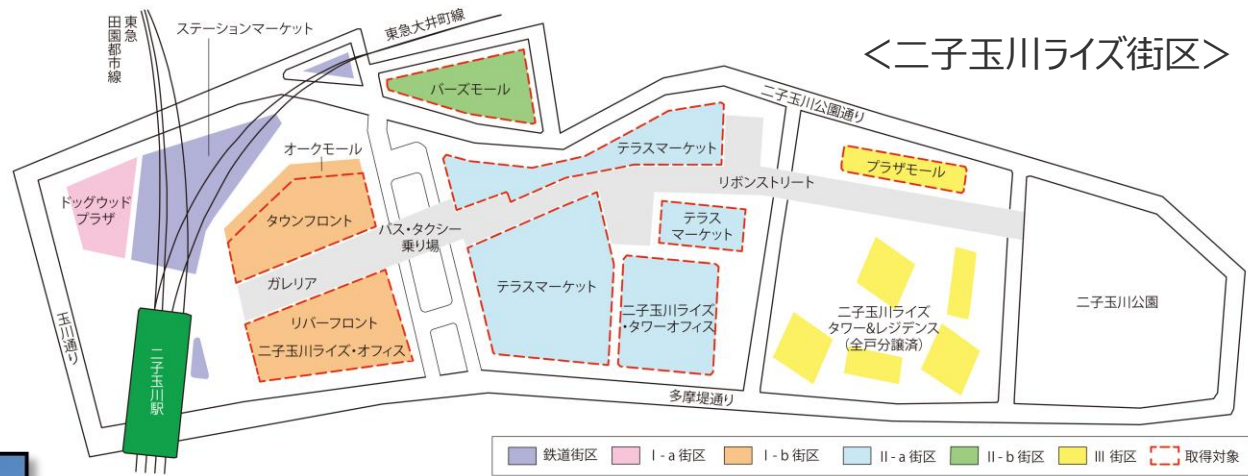 <二子玉川ライズ街区>
東急
田園都市線
ステーションマーケット
東急大井町線
バーズモール
二子玉川公園通り
オークモール
テラスマーケット
プラザモール
リボンストリート
ドッグウッド
プラザ
タウンフロント
バス・タクシー
乗り場
テラス
マーケット
ガレリア
テラスマーケット
リバーフロント
二子玉川ライズ・オフィス
二子玉川ライズ
・タワーオフィス
二子玉川ライズ
タワー&レジデンス
(全戸分譲済)
二子玉川公園
玉川通り
二子玉川駅
多摩堤通り
鉄道街区
I-a 街区
I-b 街区
II-a 街区
II-b 街区
III 街区
取得対象